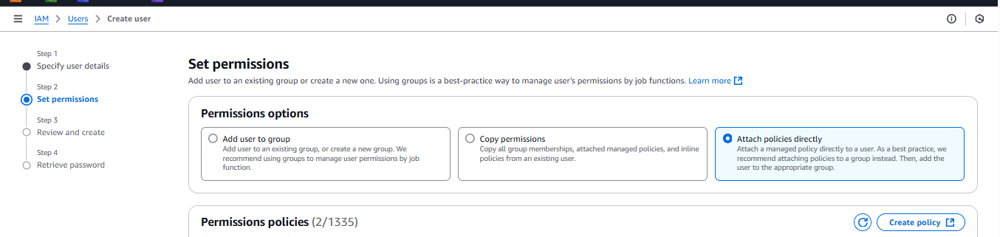 IAM > Users > Create user
Step 1
Specify user details
Step 2
Set permissions
Step 3
Review and create
Step 4
Retrieve password
Set permissions
Add user to an existing group or create a new one. Using groups is a best-practice way to manage user's permissions by job functions. Learn more
Permissions options
Add user to group
Add user to an existing group, or create a new group. We
recommend using groups to manage user permissions by job
function.
Copy permissions
Copy all group memberships, attached managed policies, and inline
policies from an existing user.
Attach policies directly
Attach a managed policy directly to a user. As a best practice, we
recommend attaching policies to a group instead. Then, add the
user to the appropriate group.
Permissions policies (2/1335)
Create policy